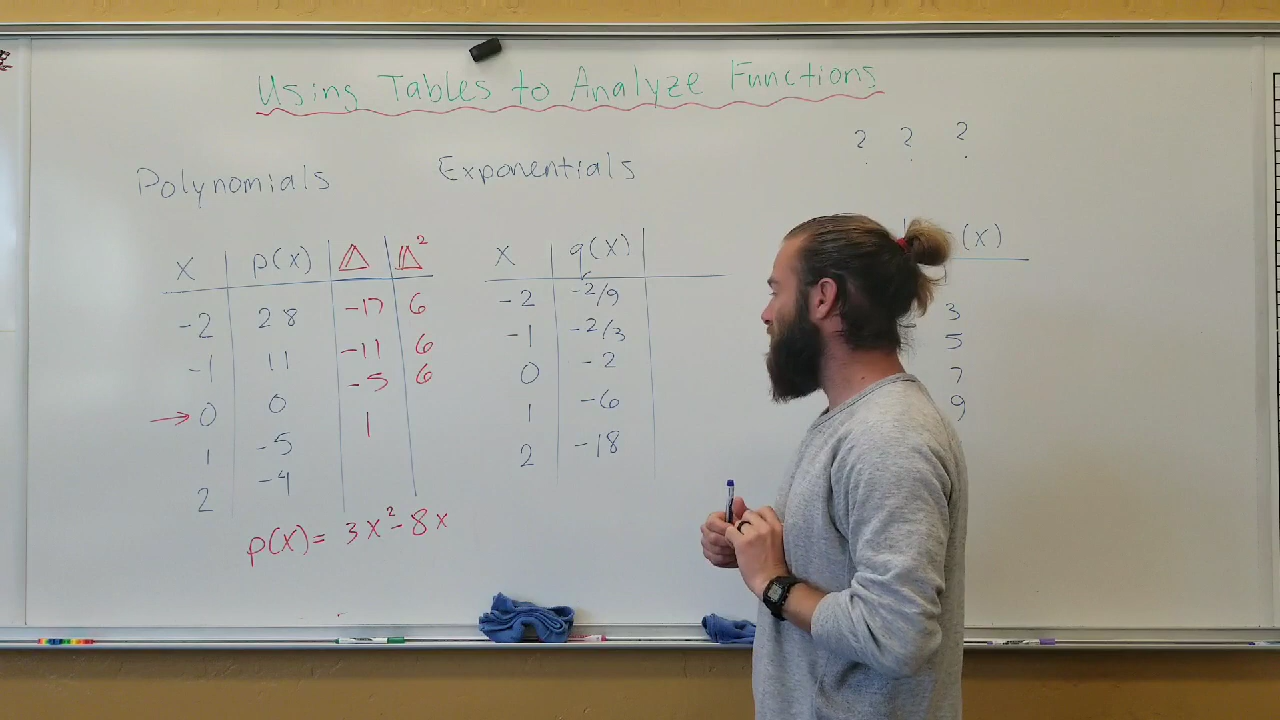 Using Tables to Analyze Functions
? ? ?
Polynomials
x p(x) Δ Δ²
-2 28 -17 6
-1 11 -11 6
→ 0 0 -5 6
1 -5 1
2 -4
p(x) = 3x² - 8x
Exponentials
x q(x)
-2 -2/9
-1 -2/3
0 -2
1 -6
2 -18
(x)
3
5
7
9